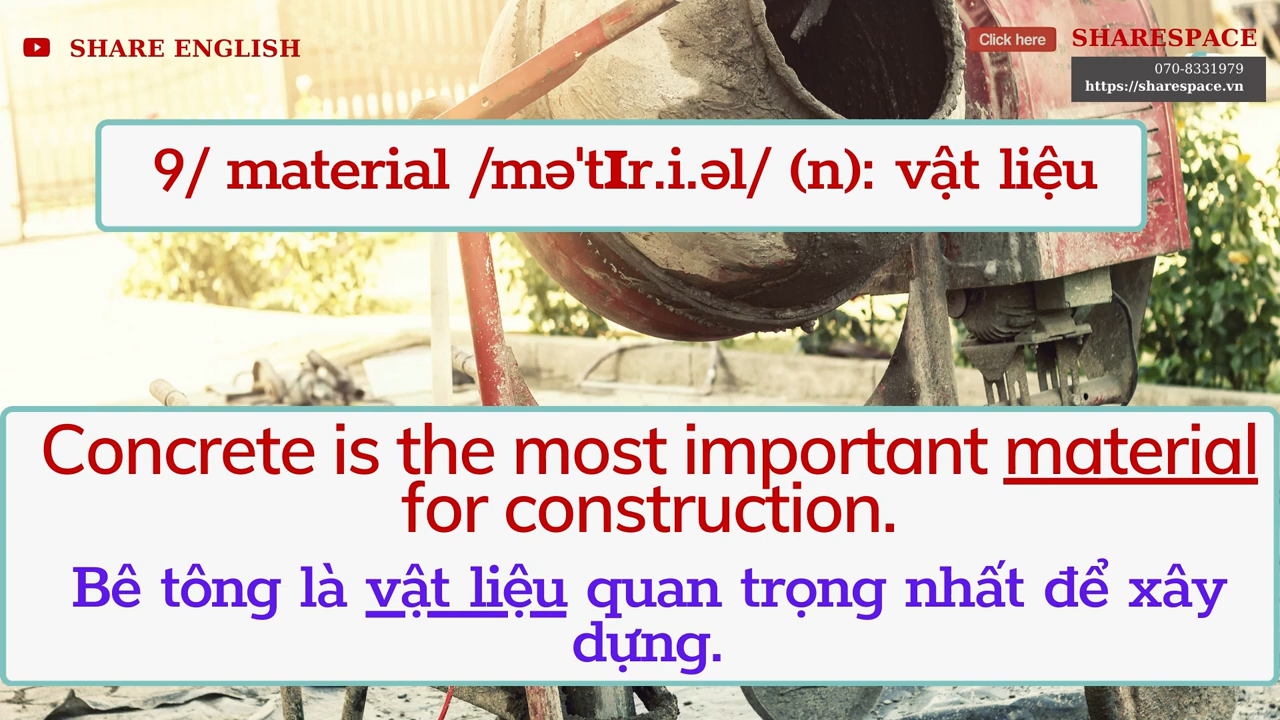 SHARE ENGLISH
Click here
SHARESPACE
070-8331979
https://sharespace.vn
9/ material /məˈtɪr.i.əl/ (n): vật liệu
Concrete is the most important material
for construction.
Bê tông là vật liệu quan trọng nhất để xây
dựng.